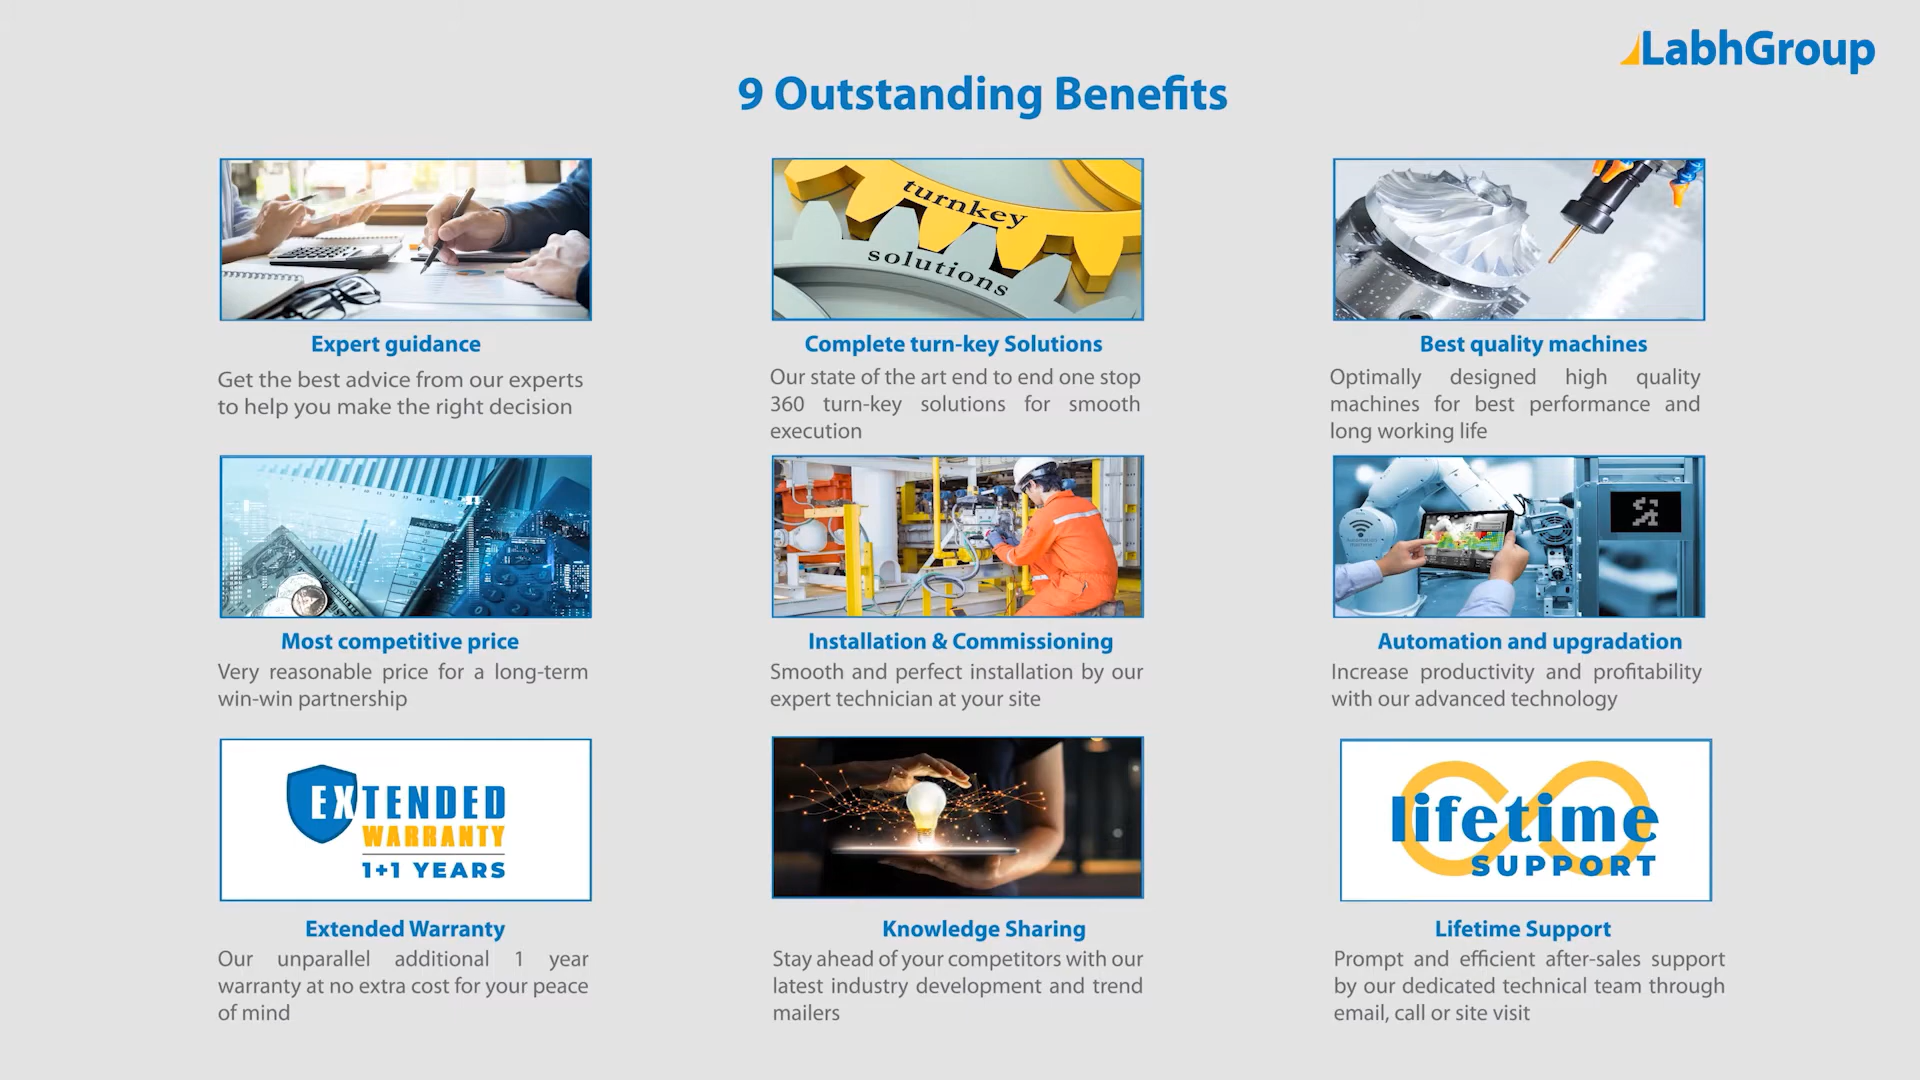 LabhGroup
9 Outstanding Benefits
turnkey
solutions
Expert guidance
Get the best advice from our experts
to help you make the right decision
Complete turn-key Solutions
Our state of the art end to end one stop
360 turn-key solutions for smooth
execution
Best quality machines
Optimally designed high quality
machines for best performance and
long working life
Most competitive price
Very reasonable price for a long-term
win-win partnership
Installation & Commissioning
Smooth and perfect installation by our
expert technician at your site
Automation and upgradation
Increase productivity and profitability
with our advanced technology
EXTENDED
WARRANTY
1+1 YEARS
lifetime
SUPPORT
Extended Warranty
Our unparallel additional 1 year
warranty at no extra cost for your peace
of mind
Knowledge Sharing
Stay ahead of your competitors with our
latest industry development and trend
mailers
Lifetime Support
Prompt and efficient after-sales support
by our dedicated technical team through
email, call or site visit